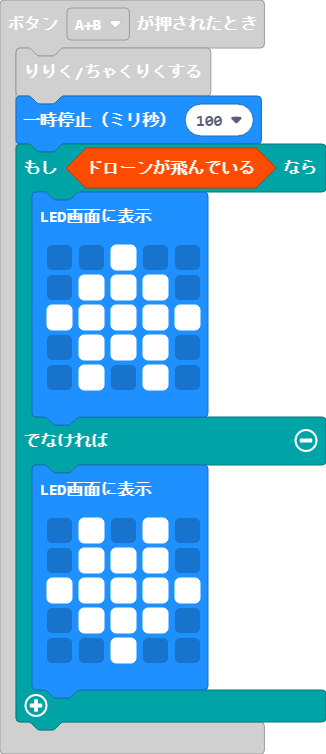 ボタン A+B が押されたとき
りりく/ちゃくりくする
一時停止（ミリ秒） 100
もし ドローンが飛んでいる なら
LED画面に表示
でなければ
LED画面に表示